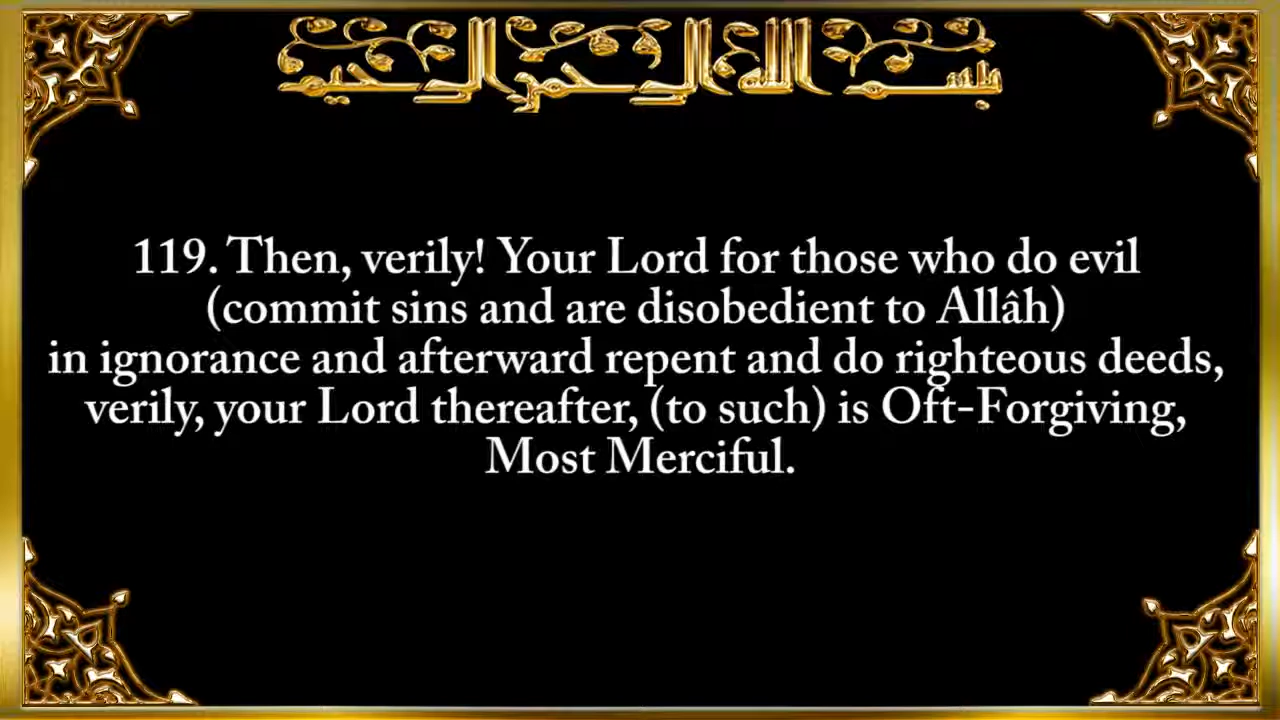 بسم الله الرحمن الرحيم
119. Then, verily! Your Lord for those who do evil
(commit sins and are disobedient to Allâh)
in ignorance and afterward repent and do righteous deeds,
verily, your Lord thereafter, (to such) is Oft-Forgiving,
Most Merciful.